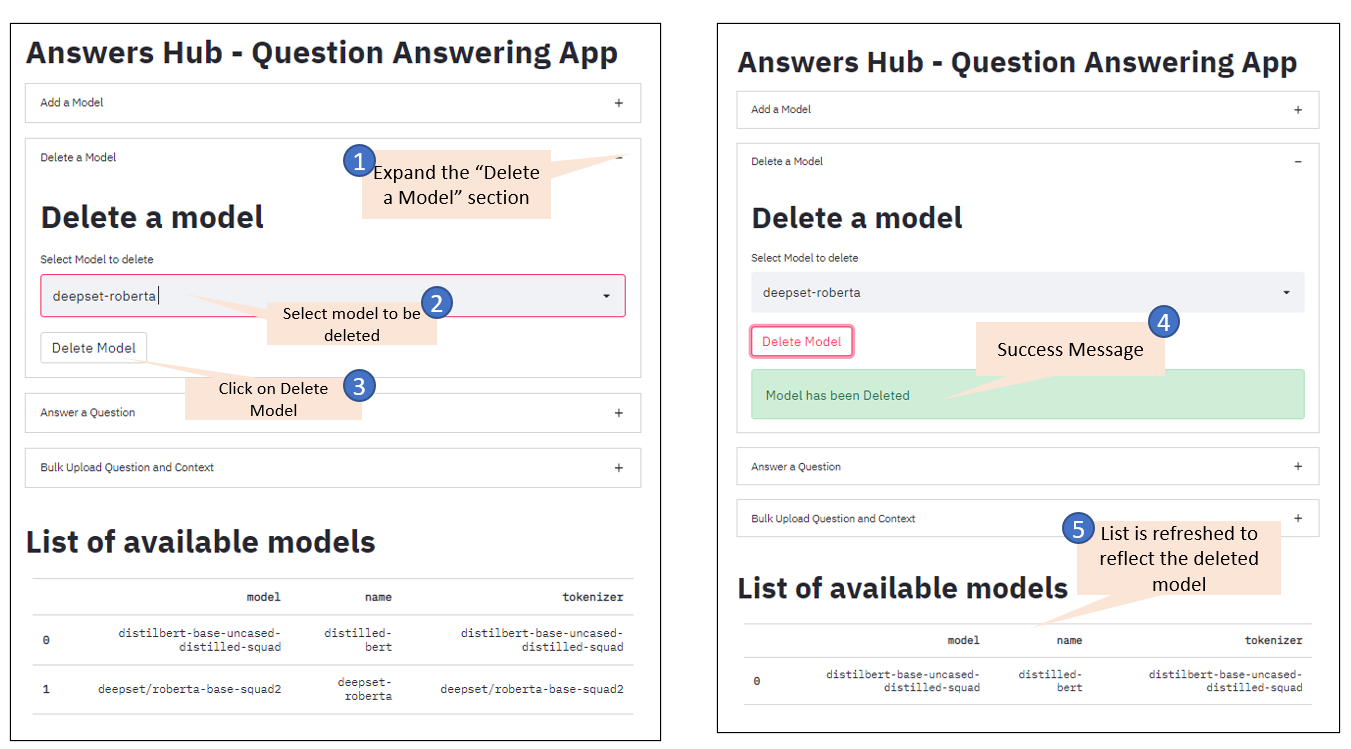 Answers Hub - Question Answering App
Add a Model
+
Delete a Model
–
1
Expand the “Delete
a Model” section
Delete a model
Select Model to delete
deepset-roberta
2
Select model to be
deleted
Delete Model
3
Click on Delete
Model
Answer a Question
+
Bulk Upload Question and Context
+
List of available models
model name tokenizer
0 distilbert-base-uncased- distilled- distilbert-base-uncased-
distilled-squad bert distilled-squad
1 deepset/roberta-base-squad2 deepset- deepset/roberta-base-squad2
roberta
Answers Hub - Question Answering App
Add a Model
+
Delete a Model
–
Delete a model
Select Model to delete
deepset-roberta
4
Delete Model
Success Message
Model has been Deleted
Answer a Question
+
Bulk Upload Question and Context
+
5
List is refreshed to
reflect the deleted
model
List of available models
model name tokenizer
0 distilbert-base-uncased- distilled- distilbert-base-uncased-
distilled-squad bert distilled-squad